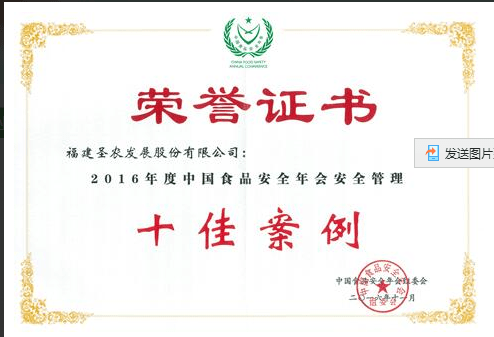 CHINA FOOD SAFETY
ANNUAL CONFERENCE
荣誉证书
福建圣农发展股份有限公司：
2016年度中国食品安全年会安全管理
十佳案例
发送图片
中国食品安全年会组委会
二〇一六年十一月